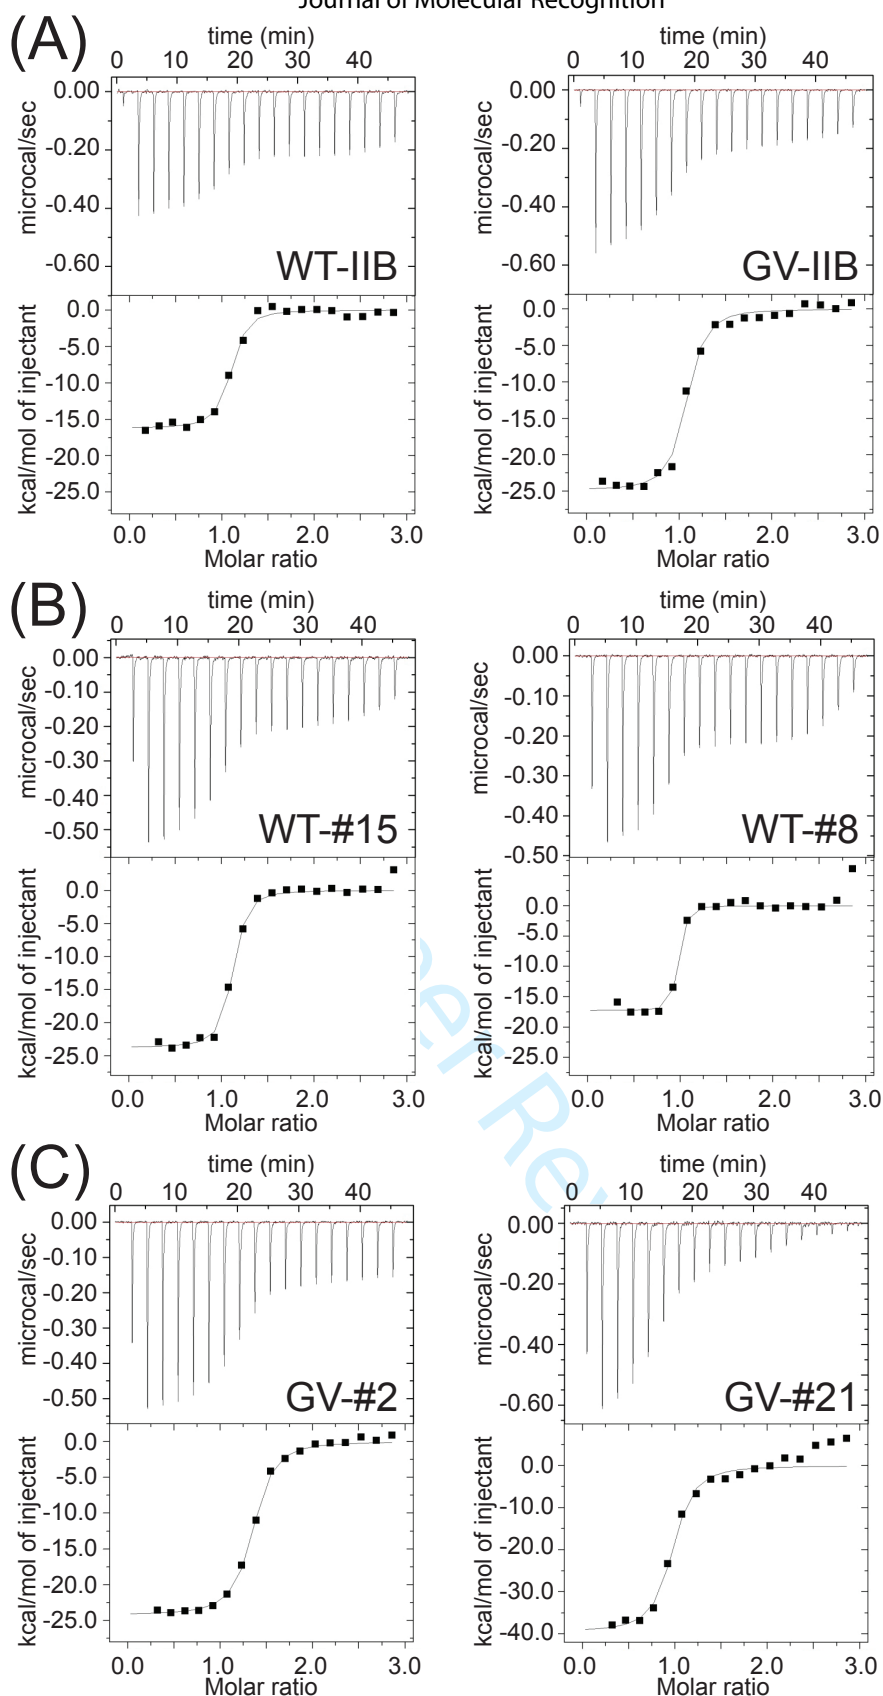 Journal of Molecular Recognition
(A)
time (min)
0 10 20 30 40
microcal/sec
0.00
-0.20
-0.40
-0.60
WT-IIB
kcal/mol of injectant
0.0
-5.0
-10.0
-15.0
-20.0
-25.0
0.0 1.0 2.0 3.0
Molar ratio
time (min)
0 10 20 30 40
microcal/sec
0.00
-0.20
-0.40
-0.60
GV-IIB
kcal/mol of injectant
0.0
-5.0
-10.0
-15.0
-20.0
-25.0
0.0 1.0 2.0 3.0
Molar ratio
(B)
time (min)
0 10 20 30 40
microcal/sec
0.00
-0.10
-0.20
-0.30
-0.40
-0.50
WT-#15
kcal/mol of injectant
0.0
-5.0
-10.0
-15.0
-20.0
-25.0
0.0 1.0 2.0 3.0
Molar ratio
time (min)
0 10 20 30 40
microcal/sec
0.00
-0.10
-0.20
-0.30
-0.40
-0.50
WT-#8
kcal/mol of injectant
0.0
-5.0
-10.0
-15.0
-20.0
-25.0
0.0 1.0 2.0 3.0
Molar ratio
(C)
time (min)
0 10 20 30 40
microcal/sec
0.00
-0.10
-0.20
-0.30
-0.40
-0.50
GV-#2
kcal/mol of injectant
0.0
-5.0
-10.0
-15.0
-20.0
-25.0
0.0 1.0 2.0 3.0
Molar ratio
time (min)
0 10 20 30 40
microcal/sec
0.00
-0.20
-0.40
-0.60
GV-#21
kcal/mol of injectant
0.0
-10.0
-20.0
-30.0
-40.0
0.0 1.0 2.0 3.0
Molar ratio